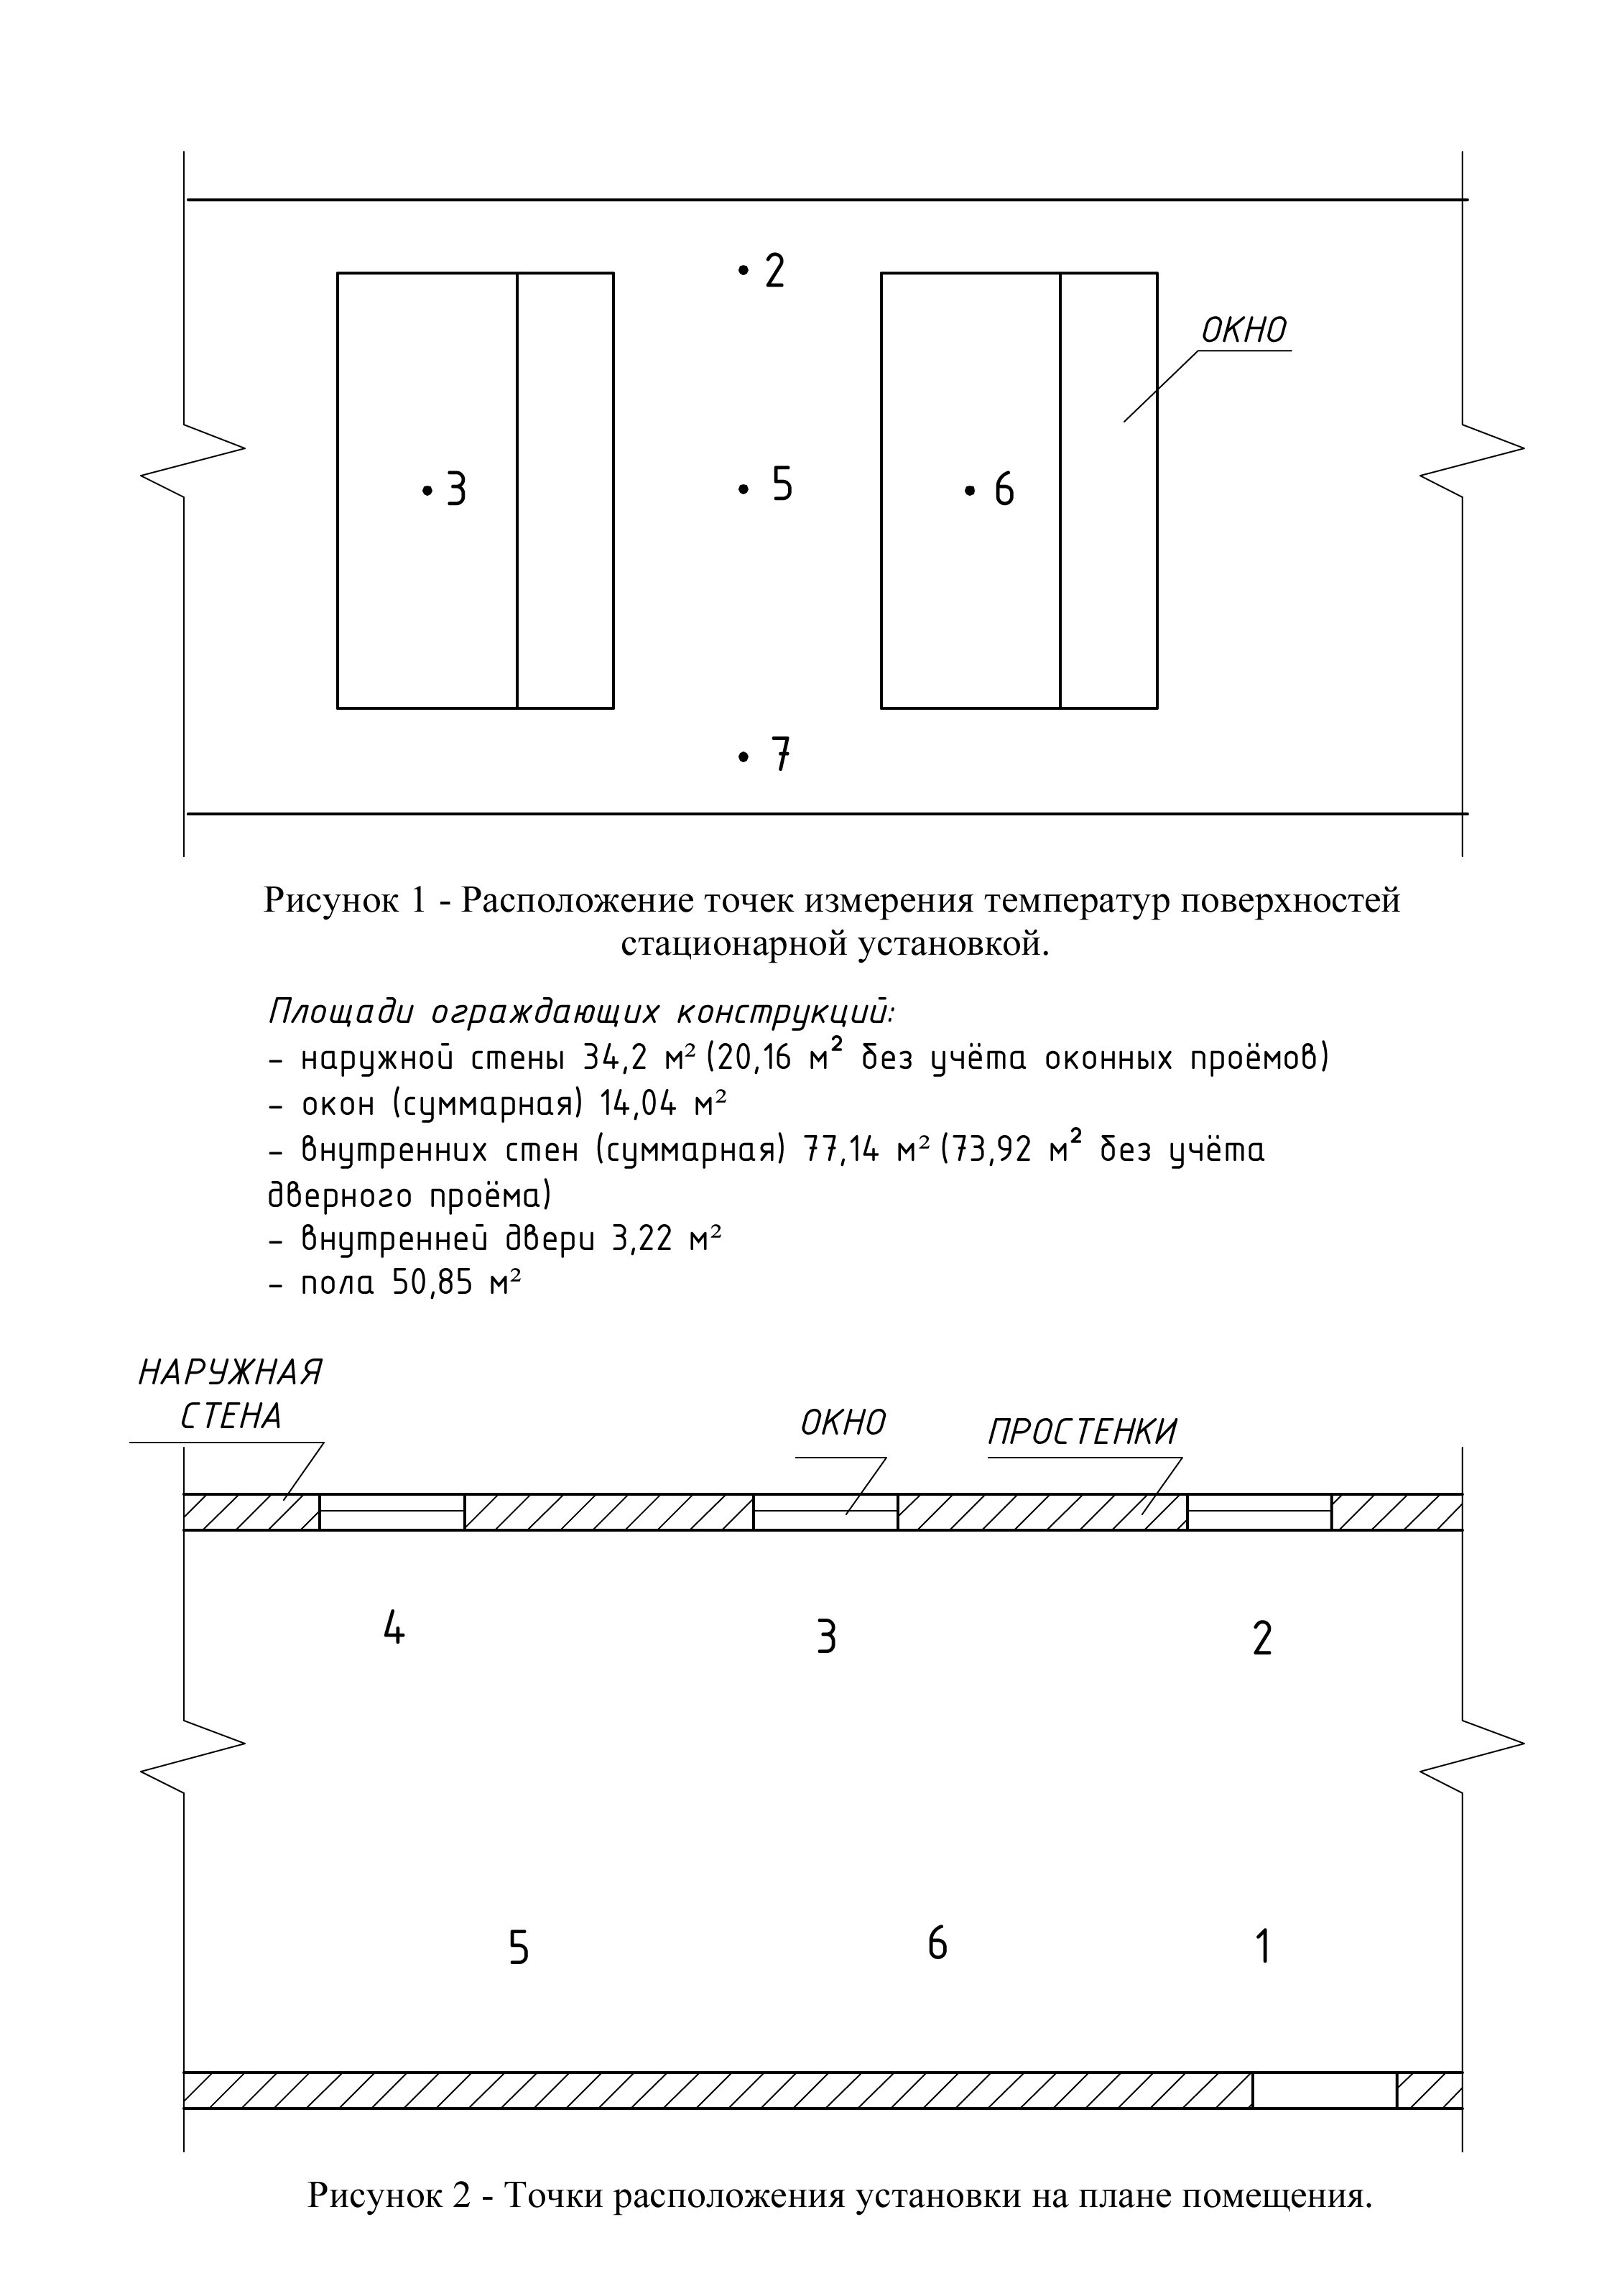 2
ОКНО
3
5
6
7
Рисунок 1 - Расположение точек измерения температур поверхностей
стационарной установкой.
Площади ограждающих конструкций:
- наружной стены 34,2 м² (20,16 м² без учёта оконных проёмов)
- окон (суммарная) 14,04 м²
- внутренних стен (суммарная) 77,14 м² (73,92 м² без учёта
дверного проёма)
- внутренней двери 3,22 м²
- пола 50,85 м²
НАРУЖНАЯ
СТЕНА
ОКНО
ПРОСТЕНКИ
4
3
2
5
6
1
Рисунок 2 - Точки расположения установки на плане помещения.